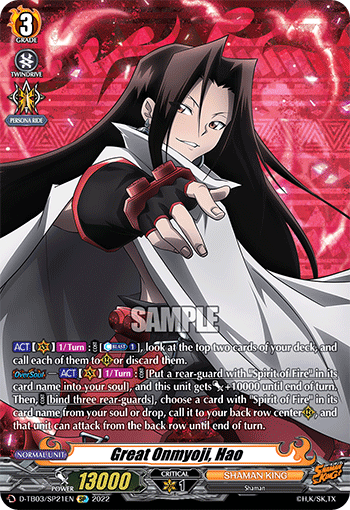 3
GRADE
TWINDRIVE
PERSONA RIDE
SAMPLE
ACT 1/Turn : [BLAST 1], look at the top two cards of your deck, and
call each of them to or discard them.
OverSoul — ACT 1/Turn : [Put a rear-guard with "Spirit of Fire" in its
card name into your soul], and this unit gets +10000 until end of turn.
Then, [bind three rear-guards], choose a card with "Spirit of Fire" in its
card name from your soul or drop, call it to your back row center , and
that unit can attack from the back row until end of turn.
NORMAL UNIT
Great Onmyoji, Hao
POWER 13000
CRITICAL
1
SHAMAN KING
Shaman
SHAMAN KING
D-TB03/SP21EN SP 2022
©H,K/SK,TX